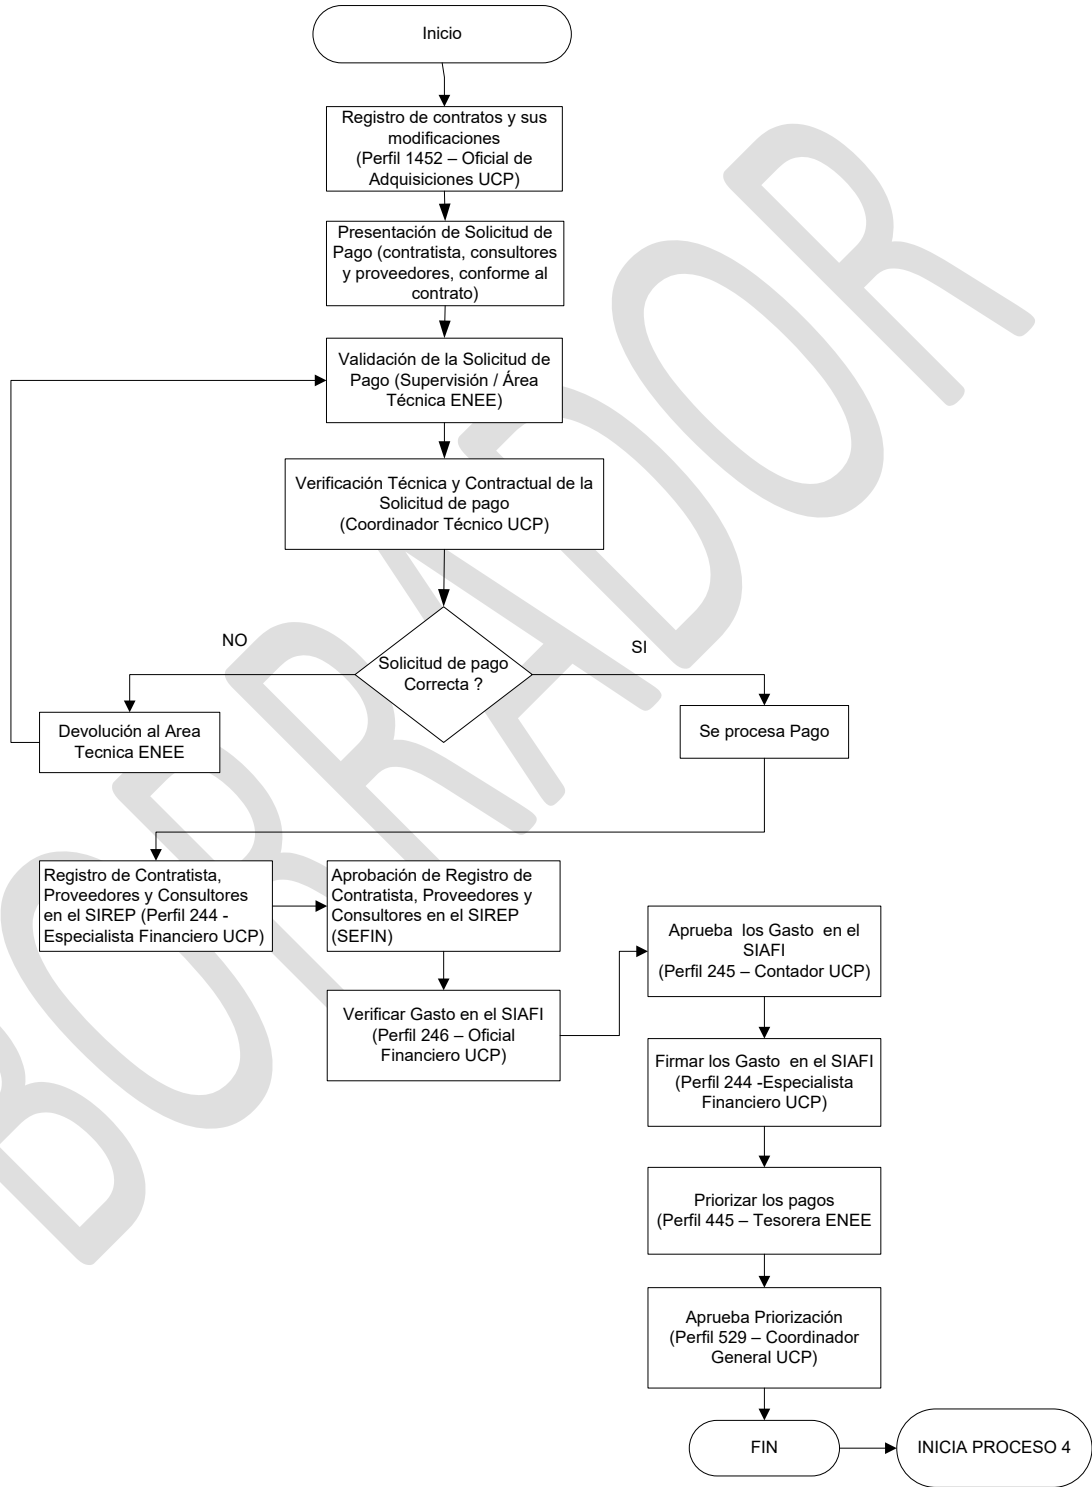 Inicio
Registro de contratos y sus
modificaciones
(Perfil 1452 – Oficial de
Adquisiciones UCP)
Presentación de Solicitud de
Pago (contratista, consultores
y proveedores, conforme al
contrato)
Validación de la Solicitud de
Pago (Supervisión / Área
Técnica ENEE)
Verificación Técnica y Contractual de la
Solicitud de pago
(Coordinador Técnico UCP)
NO
SI
Solicitud de pago
Correcta ?
Devolución al Area
Tecnica ENEE
Se procesa Pago
Registro de Contratista,
Proveedores y Consultores
en el SIREP (Perfil 244 -
Especialista Financiero UCP)
Aprobación de Registro de
Contratista, Proveedores y
Consultores en el SIREP
(SEFIN)
Verificar Gasto en el SIAFI
(Perfil 246 – Oficial
Financiero UCP)
Aprueba los Gasto en el
SIAFI
(Perfil 245 – Contador UCP)
Firmar los Gasto en el SIAFI
(Perfil 244 -Especialista
Financiero UCP)
Priorizar los pagos
(Perfil 445 – Tesorera ENEE
Aprueba Priorización
(Perfil 529 – Coordinador
General UCP)
FIN
INICIA PROCESO 4
BORRADOR